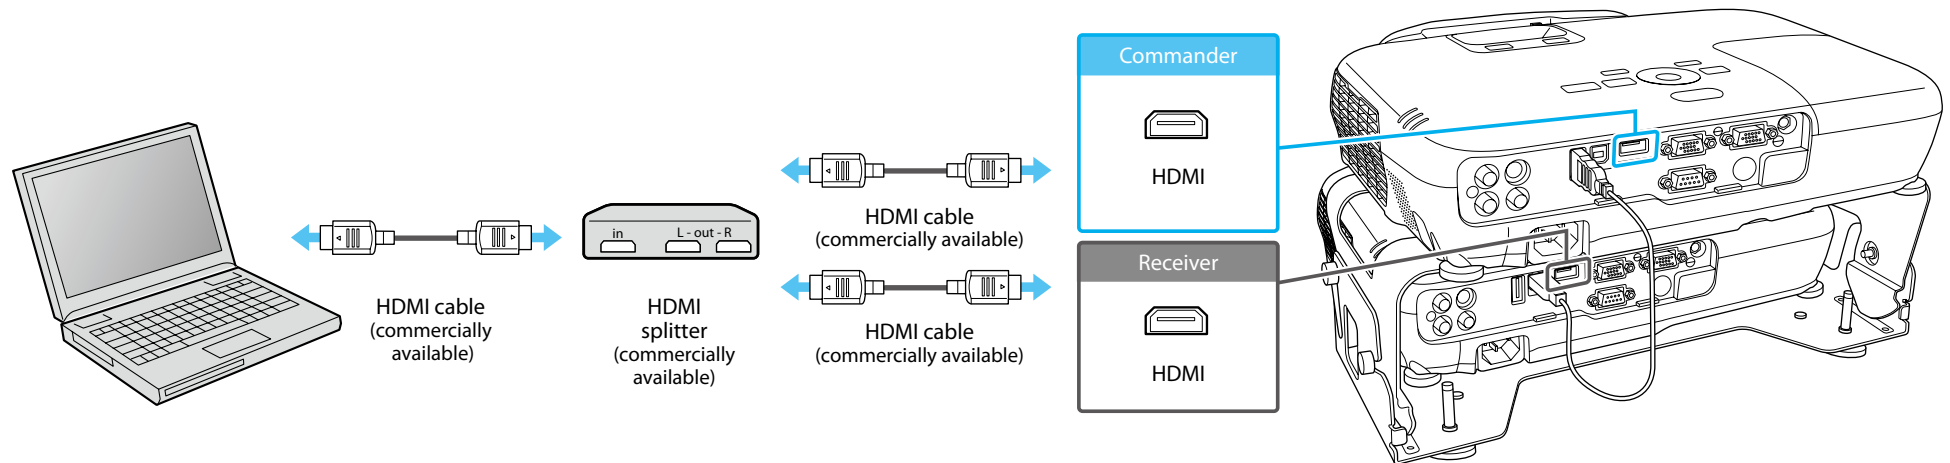 HDMI cable
(commercially
available)
in
L - out - R
HDMI
splitter
(commercially
available)
HDMI cable
(commercially available)
HDMI cable
(commercially available)
Commander
HDMI
Receiver
HDMI